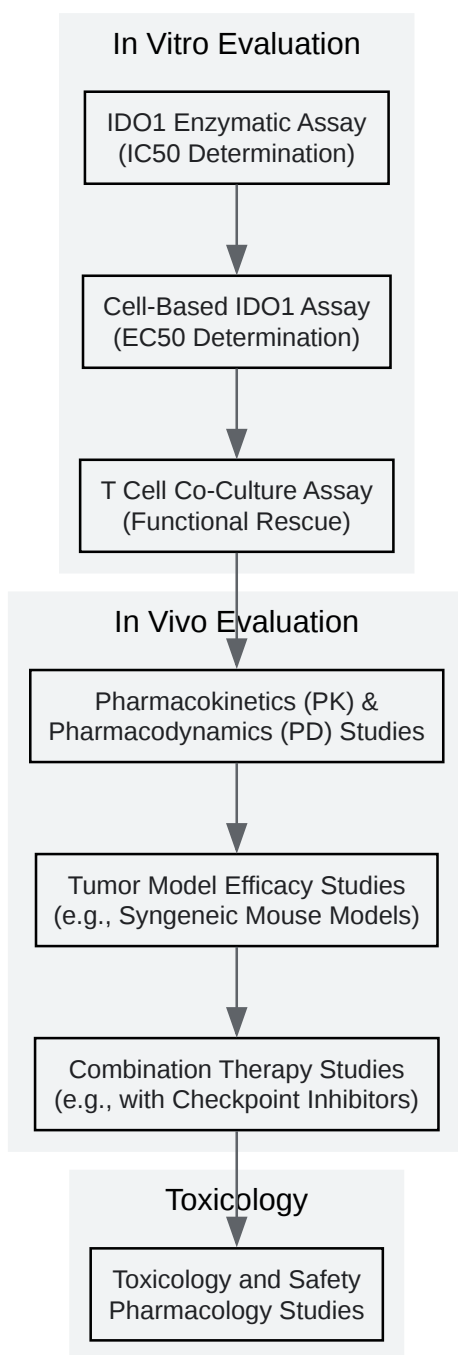 In Vitro Evaluation
IDO1 Enzymatic Assay
(IC50 Determination)
Cell-Based IDO1 Assay
(EC50 Determination)
T Cell Co-Culture Assay
(Functional Rescue)
In Vivo Evaluation
Pharmacokinetics (PK) &
Pharmacodynamics (PD) Studies
Tumor Model Efficacy Studies
(e.g., Syngeneic Mouse Models)
Combination Therapy Studies
(e.g., with Checkpoint Inhibitors)
Toxicology
Toxicology and Safety
Pharmacology Studies